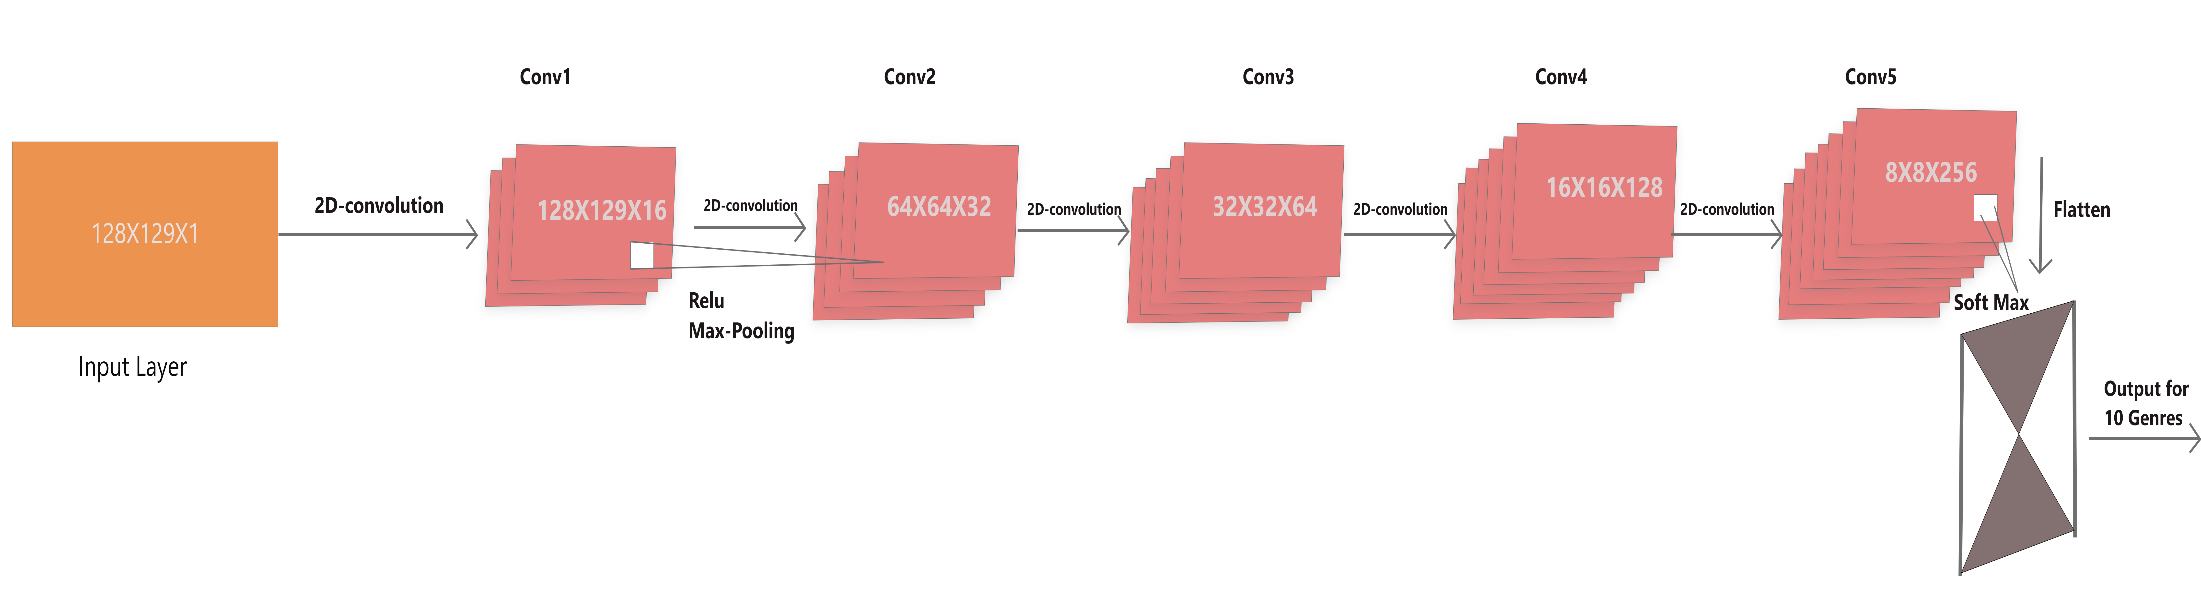 Conv1
Conv2
Conv3
Conv4
Conv5
128X129X1
Input Layer
2D-convolution
128X129X16
2D-convolution
Relu
Max-Pooling
64X64X32
2D-convolution
32X32X64
2D-convolution
16X16X128
2D-convolution
8X8X256
Flatten
Soft Max
Output for
10 Genres